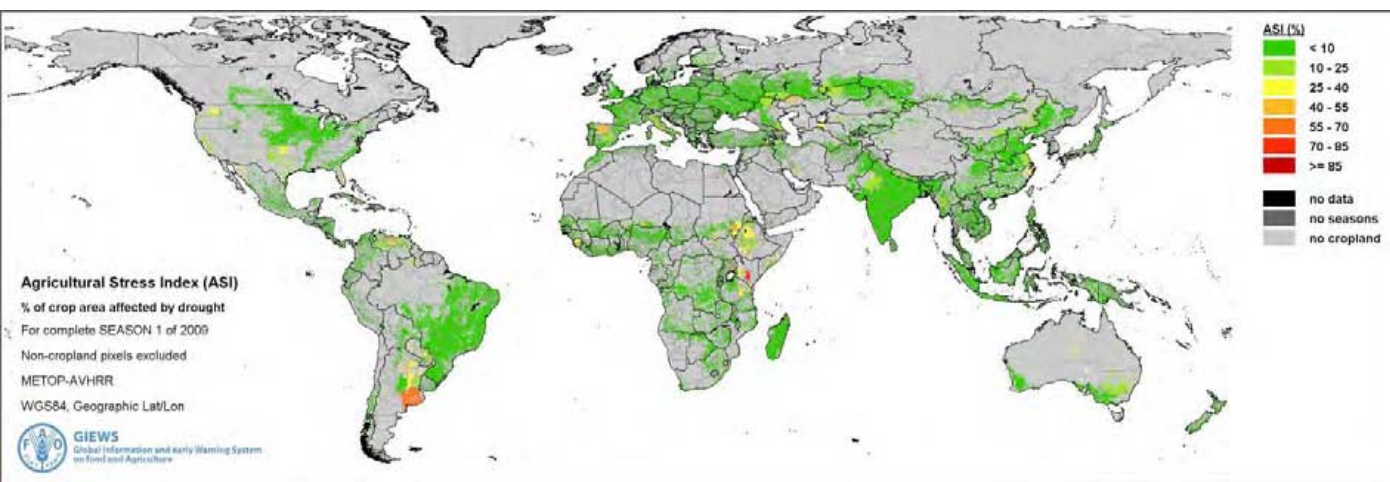 ASI (%)
< 10
10 - 25
25 - 40
40 - 55
55 - 70
70 - 85
>= 85
no data
no seasons
no cropland
Agricultural Stress Index (ASI)
% of crop area affected by drought
For complete SEASON 1 of 2009
Non-cropland pixels excluded
METOP-AVHRR
WGS84, Geographic Lat/Lon
FAO
GIEWS
Global Information and early Warning System
on food and Agriculture